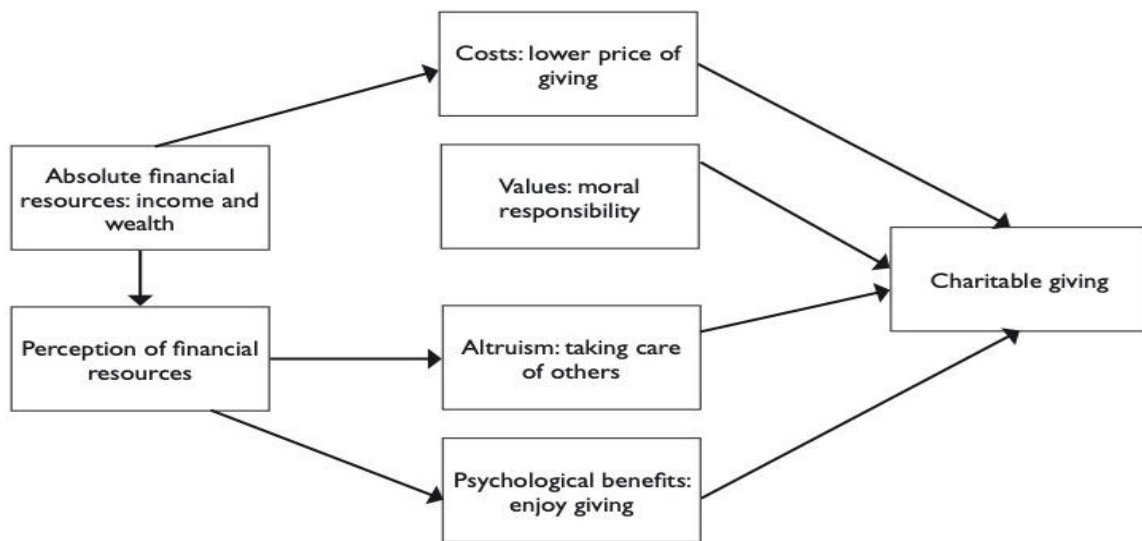 Costs: lower price of
giving
Absolute financial
resources: income and
wealth
Values: moral
responsibility
Charitable giving
Perception of financial
resources
Altruism: taking care
of others
Psychological benefits:
enjoy giving